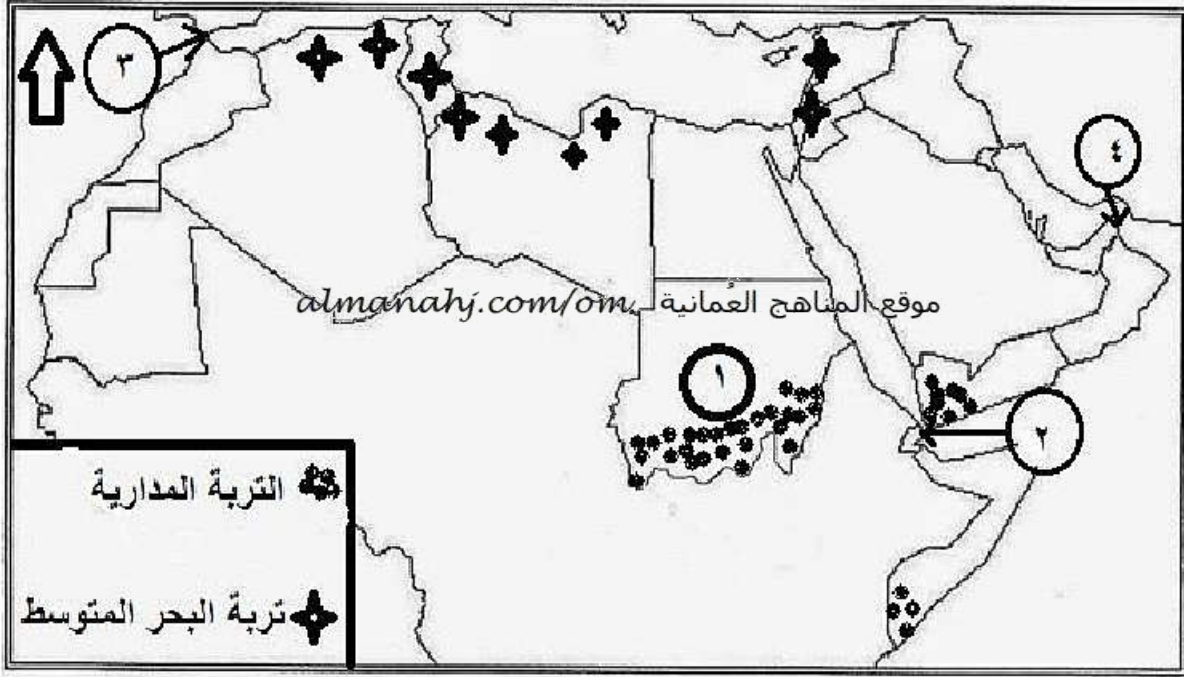 ٣
٤
almanahj.com/om موقع المناهج العُمانية
١
٢
التربة المدارية
تربة البحر المتوسط